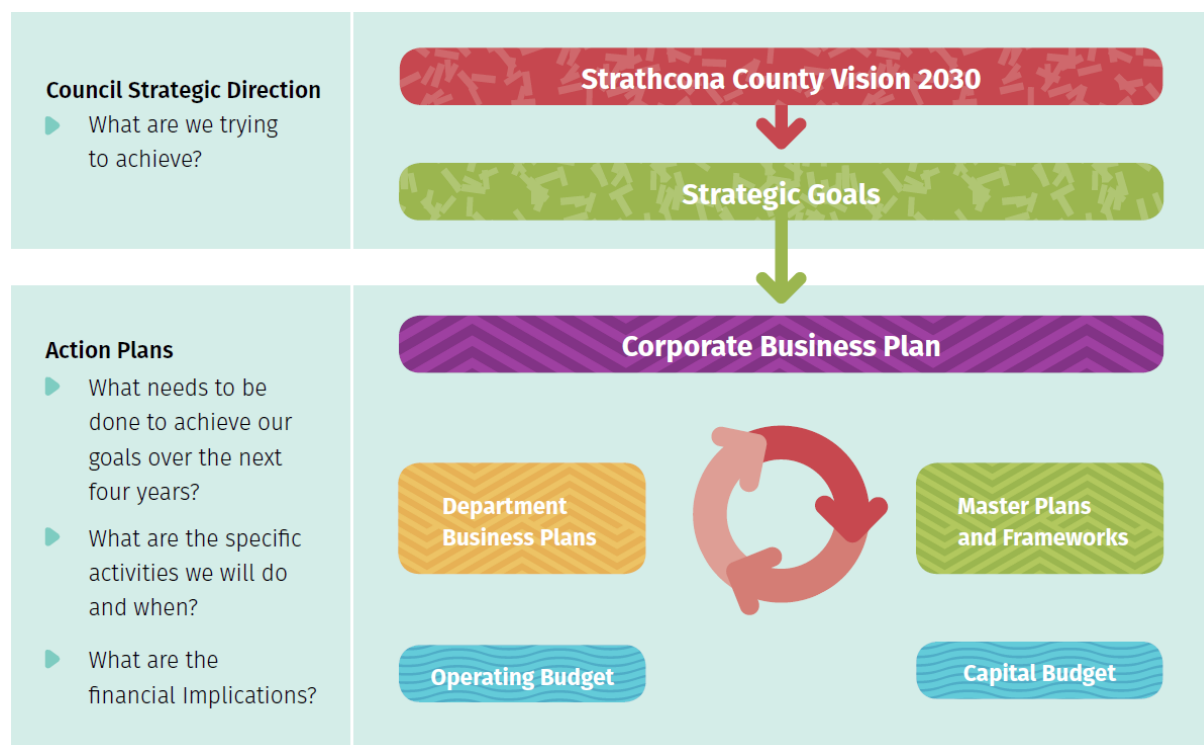 Council Strategic Direction
What are we trying
to achieve?
Strathcona County Vision 2030
Strategic Goals
Action Plans
What needs to be
done to achieve our
goals over the next
four years?
What are the specific
activities we will do
and when?
What are the
financial Implications?
Corporate Business Plan
Department
Business Plans
Master Plans
and Frameworks
Operating Budget
Capital Budget